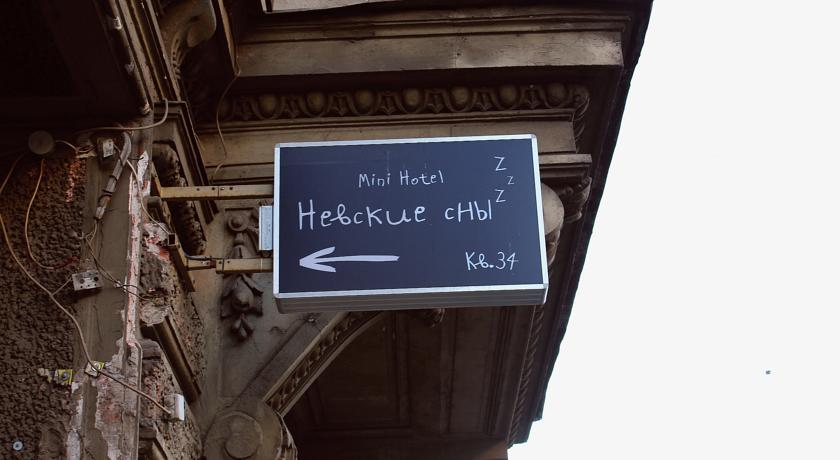 Mini Hotel
Невские сны
z z z
Кв. 34